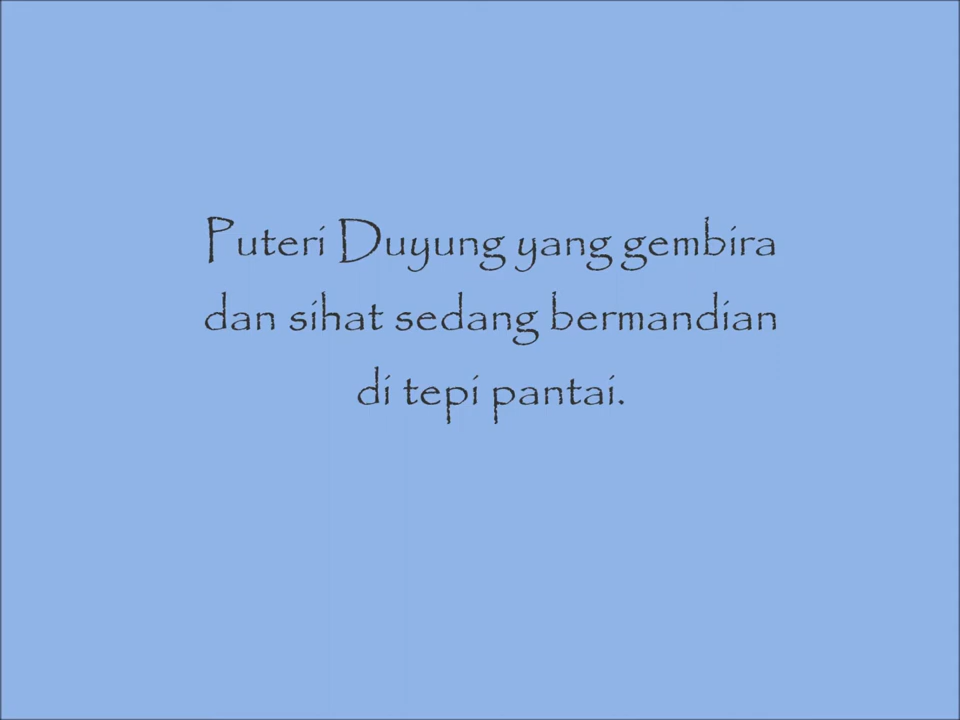 Puteri Duyung yang gembira
dan sihat sedang bermandian
di tepi pantai.